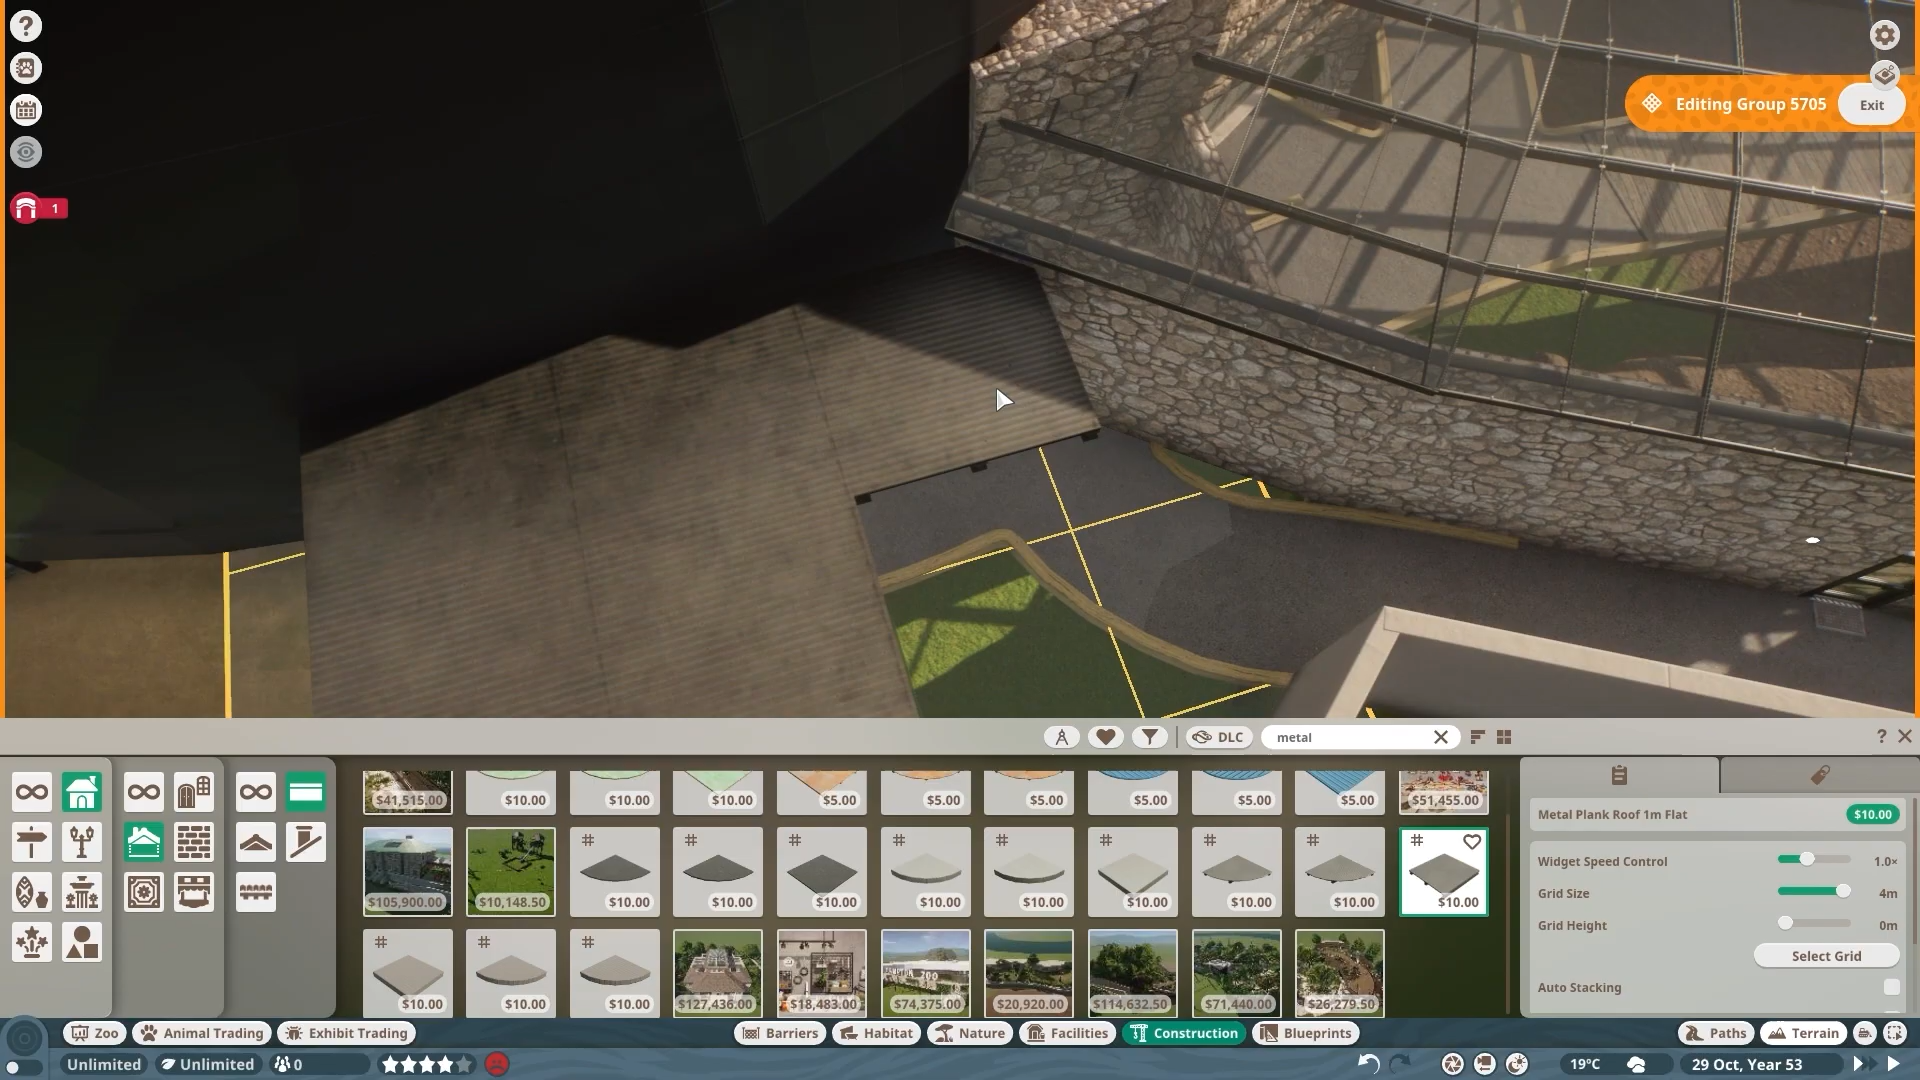 ?
1
Editing Group 5705
Exit
DLC
metal
?
$41,515.00
$10.00
$10.00
$10.00
$5.00
$5.00
$5.00
$5.00
$5.00
$5.00
$51,455.00
$105,900.00
$10,148.50
$10.00
$10.00
$10.00
$10.00
$10.00
$10.00
$10.00
$10.00
$10.00
$10.00
$10.00
$10.00
$127,436.00
$18,483.00
$74,375.00
$20,920.00
$114,632.50
$71,440.00
$26,279.50
Metal Plank Roof 1m Flat
$10.00
Widget Speed Control
1.0×
Grid Size
4m
Grid Height
0m
Select Grid
Auto Stacking
Zoo
Animal Trading
Exhibit Trading
Barriers
Habitat
Nature
Facilities
Construction
Blueprints
Paths
Terrain
Unlimited
Unlimited
0
19°C
29 Oct, Year 53